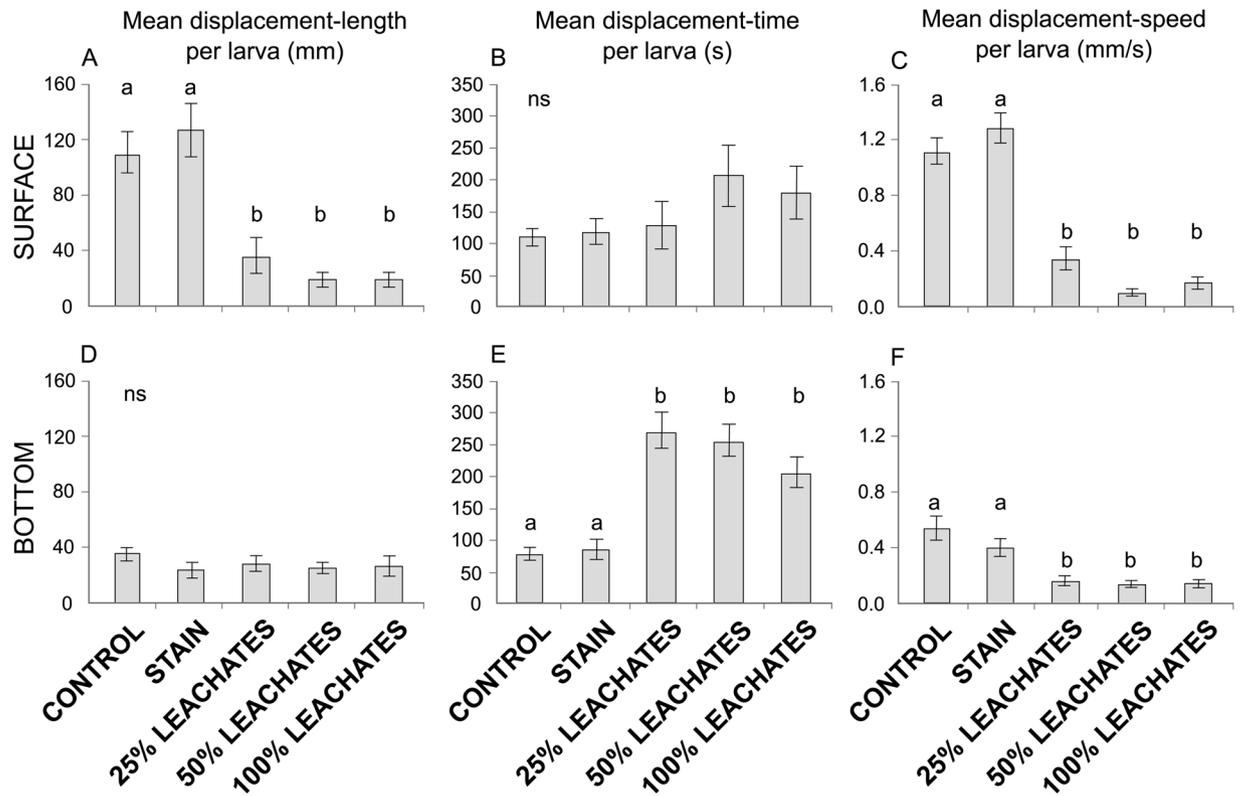 Mean displacement-length
per larva (mm)
Mean displacement-time
per larva (s)
Mean displacement-speed
per larva (mm/s)
SURFACE
A
160
120
80
40
0
a
a
b
b
b
B
350
300
250
200
150
100
50
0
ns
C
1.6
1.2
0.8
0.4
0.0
a
a
b
b
b
BOTTOM
D
160
120
80
40
0
ns
E
350
300
250
200
150
100
50
0
a
a
b
b
b
F
1.6
1.2
0.8
0.4
0.0
a
a
b
b
b
CONTROL
STAIN
25% LEACHATES
50% LEACHATES
100% LEACHATES
CONTROL
STAIN
25% LEACHATES
50% LEACHATES
100% LEACHATES
CONTROL
STAIN
25% LEACHATES
50% LEACHATES
100% LEACHATES